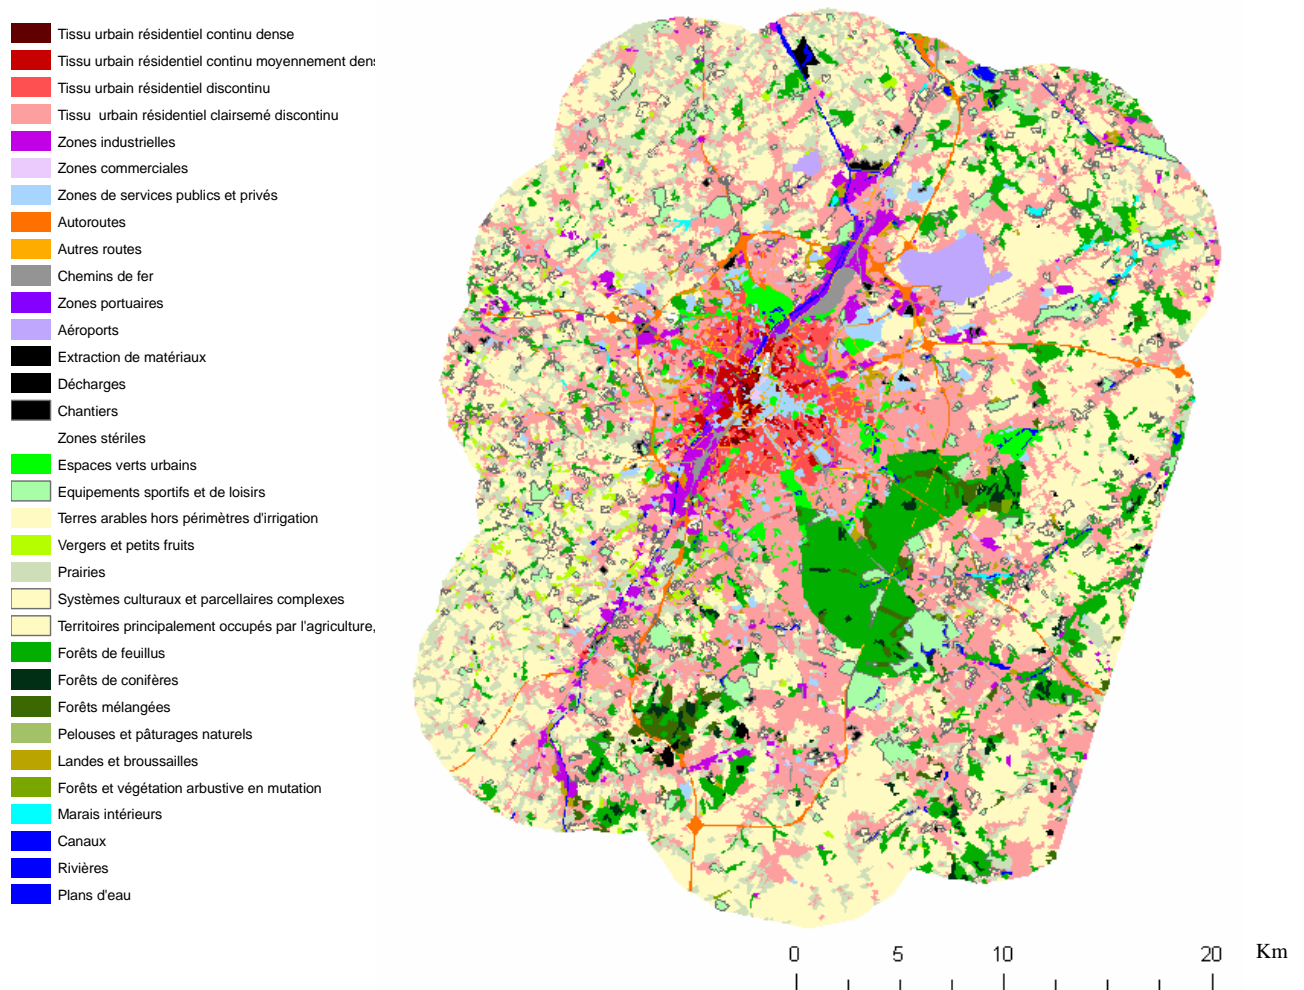 Tissu urbain résidentiel continu dense
Tissu urbain résidentiel continu moyennement den
Tissu urbain résidentiel discontinu
Tissu  urbain résidentiel clairsemé discontinu
Zones industrielles
Zones commerciales
Zones de services publics et privés
Autoroutes
Autres routes
Chemins de fer
Zones portuaires
Aéroports
Extraction de matériaux
Décharges
Chantiers
Zones stériles
Espaces verts urbains
Equipements sportifs et de loisirs
Terres arables hors périmètres d'irrigation
Vergers et petits fruits
Prairies
Systèmes culturaux et parcellaires complexes
Territoires principalement occupés par l'agriculture,
Forêts de feuillus
Forêts de conifères
Forêts mélangées
Pelouses et pâturages naturels
Landes et broussailles
Forêts et végétation arbustive en mutation
Marais intérieurs
Canaux
Rivières
Plans d'eau
0 5 10 20 Km